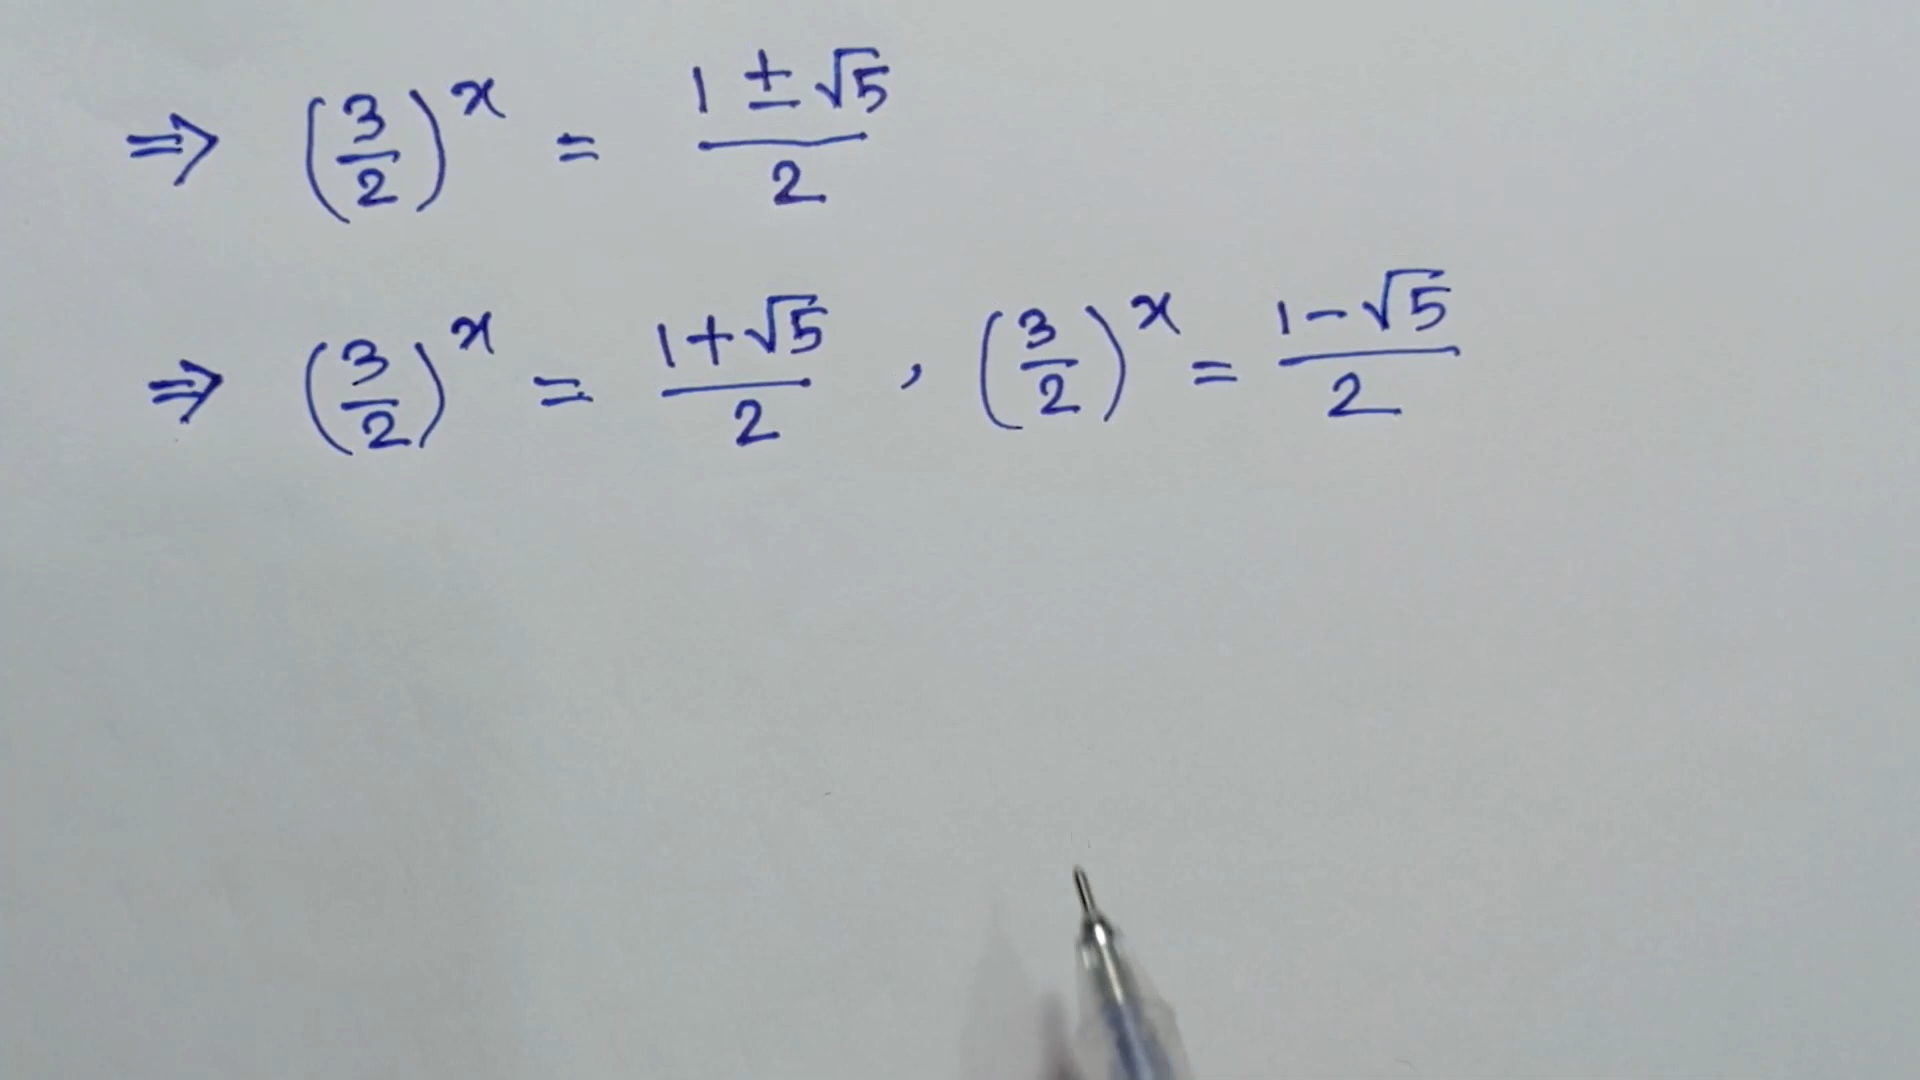 ⇒ (3/2)^x = (1 ± √5)/2
⇒ (3/2)^x = (1 + √5)/2 , (3/2)^x = (1 - √5)/2